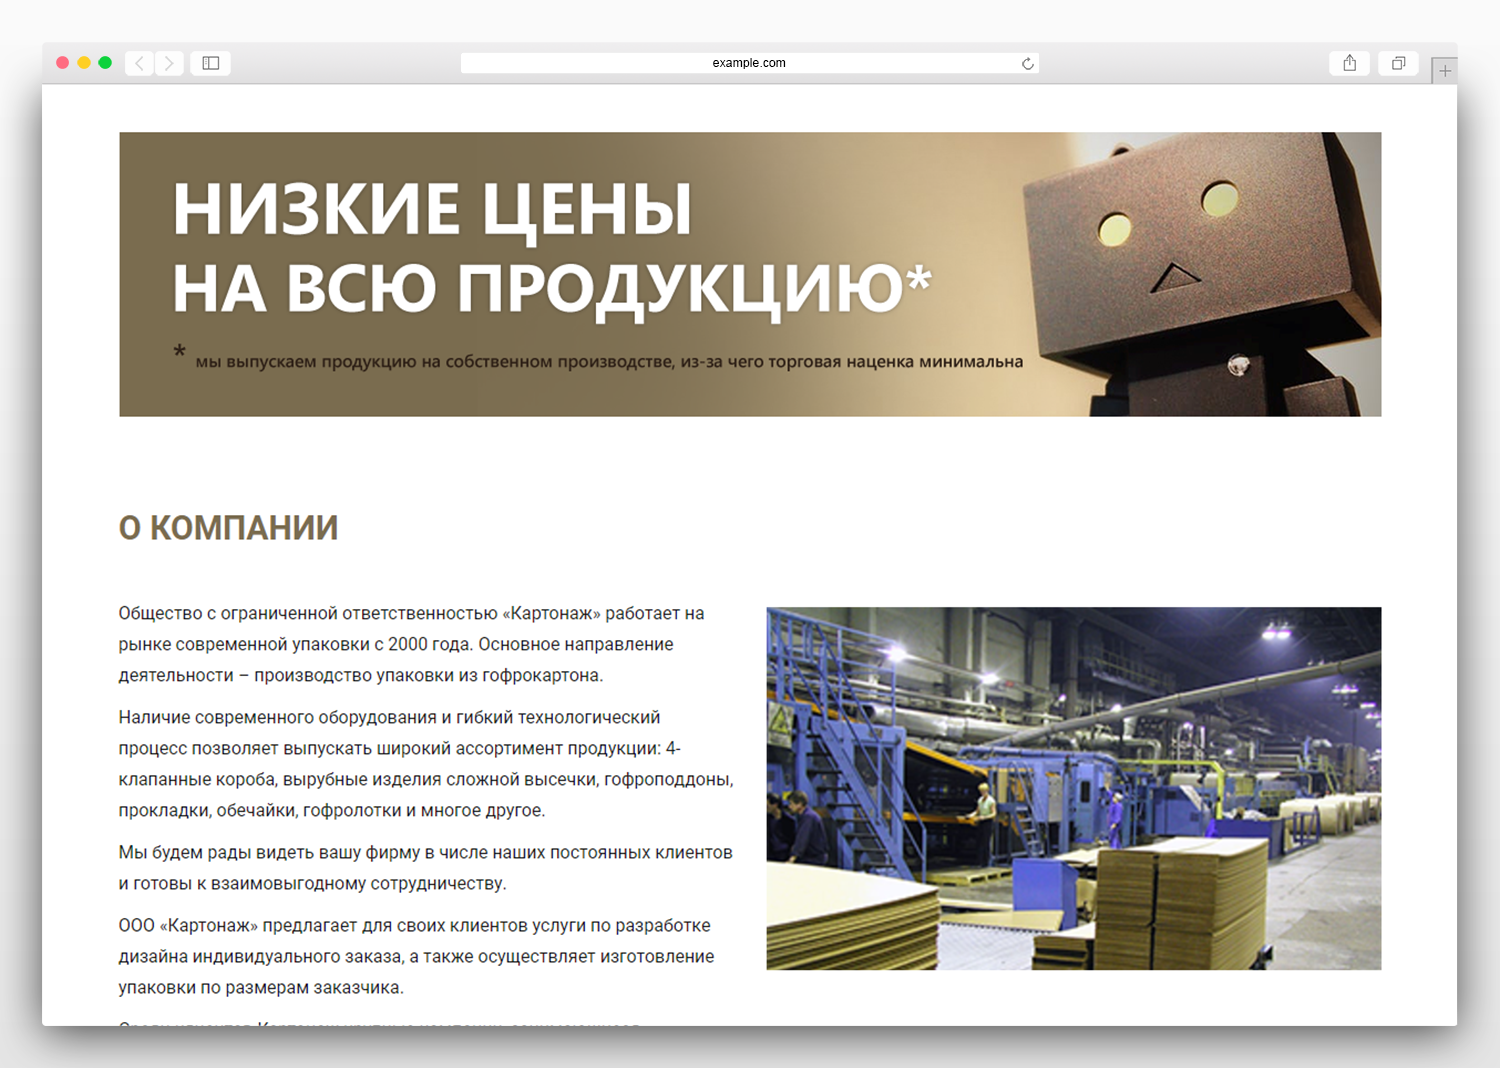 example.com
НИЗКИЕ ЦЕНЫ
НА ВСЮ ПРОДУКЦИЮ*
* мы выпускаем продукцию на собственном производстве, из-за чего торговая наценка минимальна
О КОМПАНИИ
Общество с ограниченной ответственностью «Картонаж» работает на
рынке современной упаковки с 2000 года. Основное направление
деятельности – производство упаковки из гофрокартона.
Наличие современного оборудования и гибкий технологический
процесс позволяет выпускать широкий ассортимент продукции: 4-
клапанные короба, вырубные изделия сложной высечки, гофроподдоны,
прокладки, обечайки, гофролотки и многое другое.
Мы будем рады видеть вашу фирму в числе наших постоянных клиентов
и готовы к взаимовыгодному сотрудничеству.
ООО «Картонаж» предлагает для своих клиентов услуги по разработке
дизайна индивидуального заказа, а также осуществляет изготовление
упаковки по размерам заказчика.